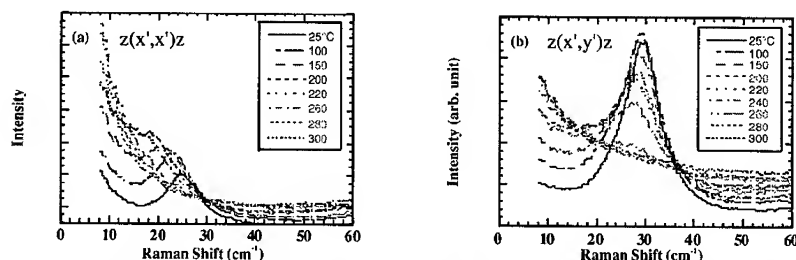 (a) z(x',x')z
25°C
100
150
200
220
260
280
300
Intensity
0 10 20 30 40 50 60
Raman Shift (cm-1)
(b) z(x',y')z
25°C
100
150
200
220
240
260
280
300
Intensity (arb. unit)
0 10 20 30 40 50 60
Raman Shift (cm-1)